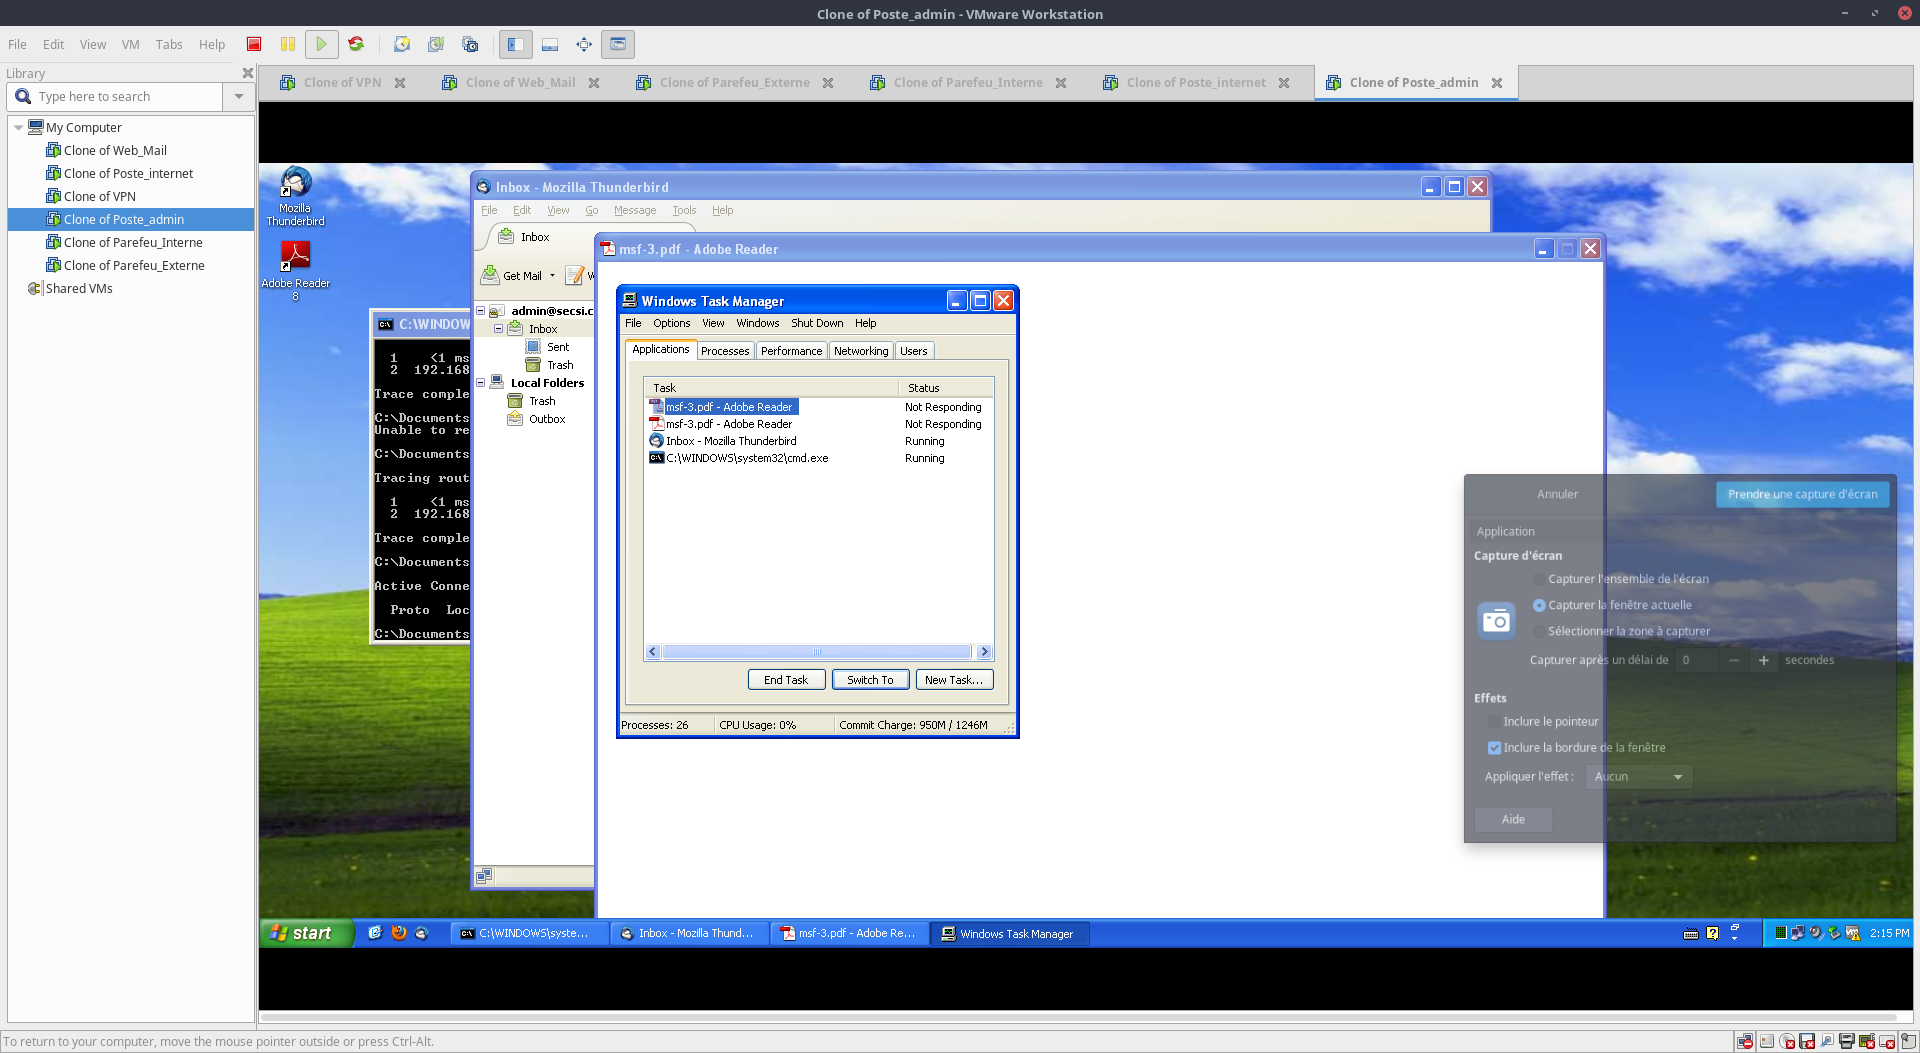 Clone of Poste_admin - VMware Workstation
File Edit View VM Tabs Help
Library
Type here to search
My Computer
Clone of Web_Mail
Clone of Poste_internet
Clone of VPN
Clone of Poste_admin
Clone of Parefeu_Interne
Clone of Parefeu_Externe
Shared VMs
Clone of VPN Clone of Web_Mail Clone of Parefeu_Externe Clone of Parefeu_Interne Clone of Poste_internet Clone of Poste_admin
Mozilla
Thunderbird
Adobe Reader
8
C:\WINDOW
1 <1 ms
2 192.168
Trace comple
C:\Documents
Unable to re
C:\Documents
Tracing rout
1 <1 ms
2 192.168
Trace comple
C:\Documents
Active Conne
Proto Loc
C:\Documents
Inbox - Mozilla Thunderbird
File Edit View Go Message Tools Help
Inbox
Get Mail W
admin@secsi.c
Inbox
Sent
Trash
Local Folders
Trash
Outbox
msf-3.pdf - Adobe Reader
Windows Task Manager
File Options View Windows Shut Down Help
Applications Processes Performance Networking Users
Task Status
msf-3.pdf - Adobe Reader Not Responding
msf-3.pdf - Adobe Reader Not Responding
Inbox - Mozilla Thunderbird Running
C:\WINDOWS\system32\cmd.exe Running
End Task Switch To New Task...
Processes: 26 CPU Usage: 0% Commit Charge: 950M / 1246M
Annuler Prendre une capture d'écran
Application
Capture d'écran
Capturer l'ensemble de l'écran
Capturer la fenêtre actuelle
Sélectionner la zone à capturer
Capturer après un délai de 0 − + secondes
Effets
Inclure le pointeur
Inclure la bordure de la fenêtre
Appliquer l'effet : Aucun
Aide
start C:\WINDOWS\syste... Inbox - Mozilla Thund... msf-3.pdf - Adobe Re... Windows Task Manager 2:15 PM
To return to your computer, move the mouse pointer outside or press Ctrl-Alt.